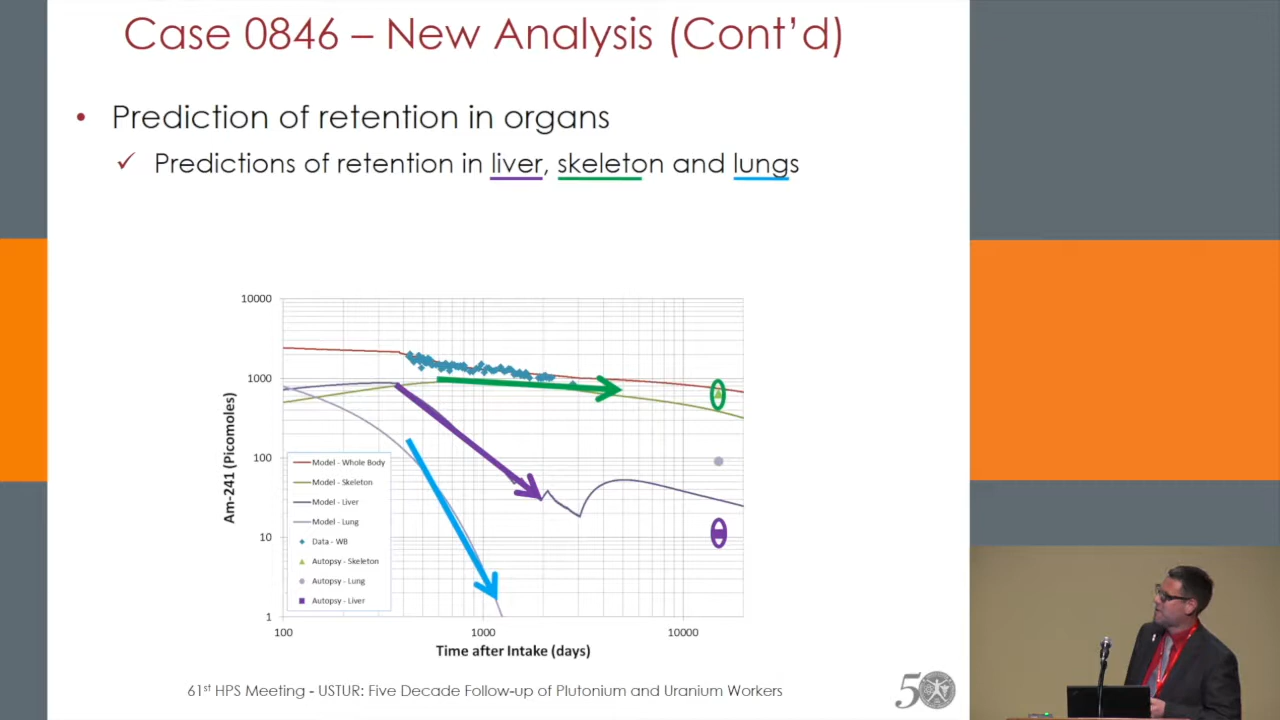 Case 0846 – New Analysis (Cont’d)
• Prediction of retention in organs
✓ Predictions of retention in liver, skeleton and lungs
10000
1000
100
10
1
Am-241 (Picomoles)
Model - Whole Body
Model - Skeleton
Model - Liver
Model - Lung
Data - WB
Autopsy - Skeleton
Autopsy - Lung
Autopsy - Liver
100 1000 10000
Time after Intake (days)
61st HPS Meeting - USTUR: Five Decade Follow-up of Plutonium and Uranium Workers
50